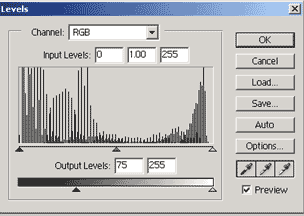 Levels
Channel: RGB
OK
Input Levels: 0 1.00 255
Cancel
Load...
Save...
Auto
Output Levels: 75 255
Options...
Preview